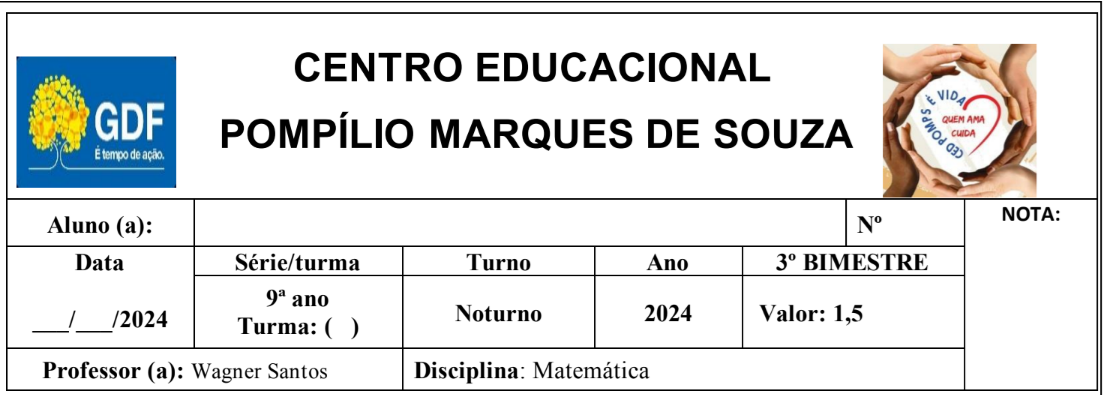 CENTRO EDUCACIONAL
POMPÍLIO MARQUES DE SOUZA
GDF
É tempo de ação.
CED POMPS É VIDA
QUEM AMA
CUIDA
Aluno (a):
Nº
NOTA:
Data
Série/turma
Turno
Ano
3º BIMESTRE
___/___/2024
9ª ano
Turma: ( )
Noturno
2024
Valor: 1,5
Professor (a): Wagner Santos
Disciplina: Matemática